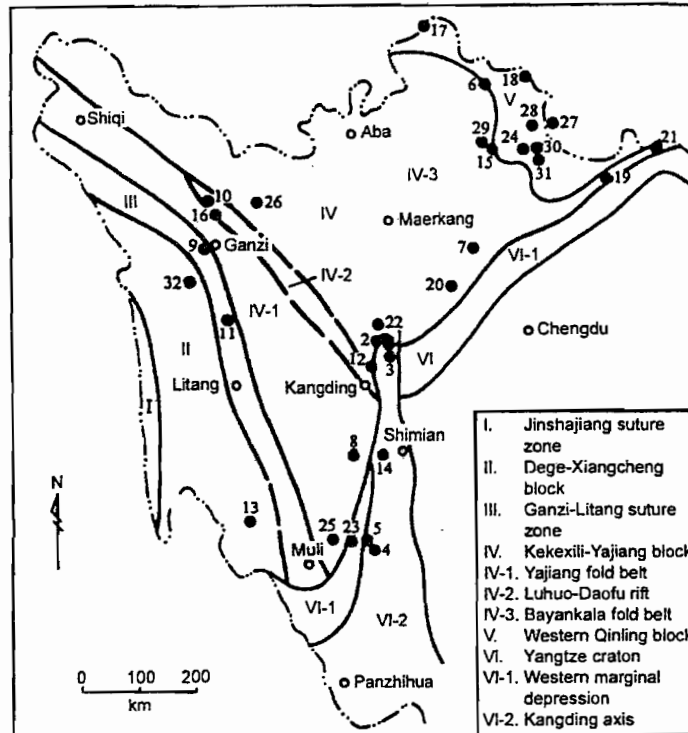 17
18
6
V
Shiqi
Aba
28
27
29
24
30
21
15
31
IV-3
19
III
10
26
IV
16
Maerkang
9
Ganzi
7
VI-1
IV-2
32
20
IV-1
22
11
2
Chengdu
II
3
VI
12
Litang
Kangding
I
Shimian
8
14
N
13
25
23
5
Muli
4
VI-1
VI-2
0 100 200
km
Panzhihua
I. Jinshajiang suture
zone
II. Dege-Xiangcheng
block
III. Ganzi-Litang suture
zone
IV. Kekexili-Yajiang block
IV-1. Yajiang fold belt
IV-2. Luhuo-Daofu rift
IV-3. Bayankala fold belt
V. Western Qinling block
VI. Yangtze craton
VI-1. Western marginal
depression
VI-2. Kangding axis